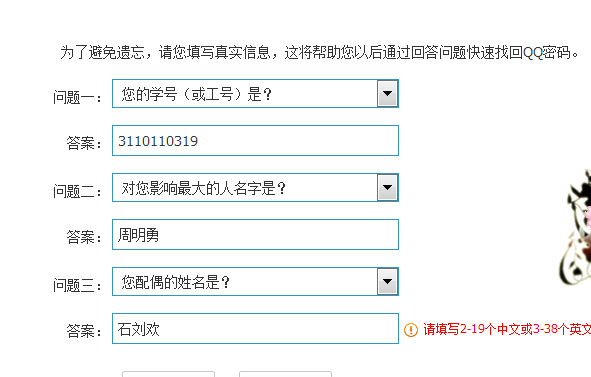 为了避免遗忘，请您填写真实信息，这将帮助您以后通过回答问题快速找回QQ密码。
问题一： 您的学号（或工号）是？
答案： 3110110319
问题二： 对您影响最大的人名字是？
答案： 周明勇
问题三： 您配偶的姓名是？
答案： 石刘欢 请填写2-19个中文或3-38个英文